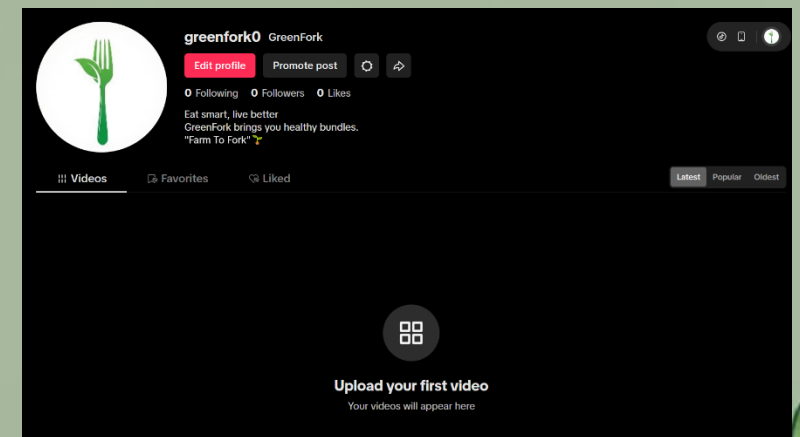 greenfork0 GreenFork
Edit profile Promote post
0 Following 0 Followers 0 Likes
Eat smart, live better
GreenFork brings you healthy bundles.
"Farm To Fork"🌱
Videos Favorites Liked
Latest Popular Oldest
Upload your first video
Your videos will appear here